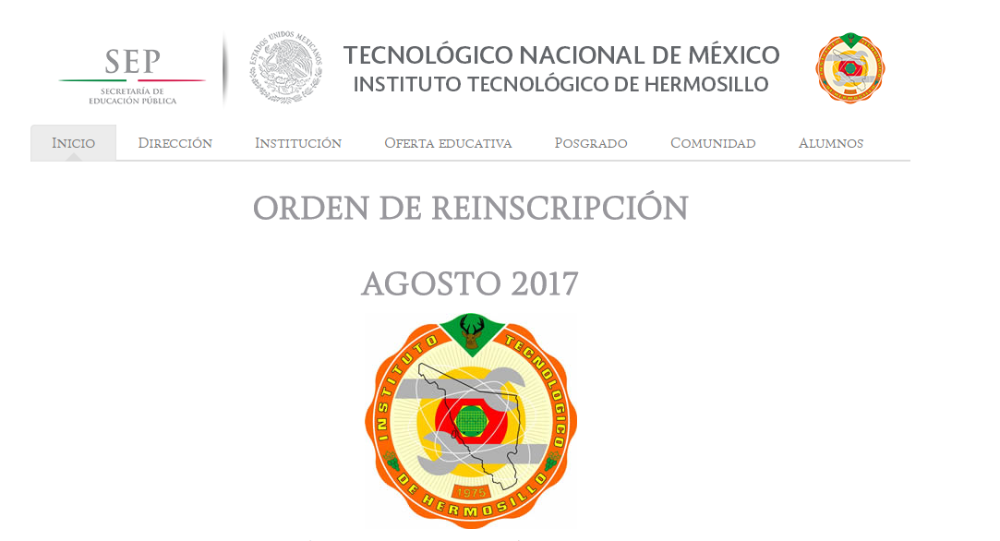 SEP
SECRETARÍA DE
EDUCACIÓN PÚBLICA
ESTADOS UNIDOS MEXICANOS
TECNOLÓGICO NACIONAL DE MÉXICO
INSTITUTO TECNOLÓGICO DE HERMOSILLO
Inicio Dirección Institución Oferta educativa Posgrado Comunidad Alumnos
ORDEN DE REINSCRIPCIÓN
AGOSTO 2017
INSTITUTO TECNOLOGICO
DE HERMOSILLO
1975